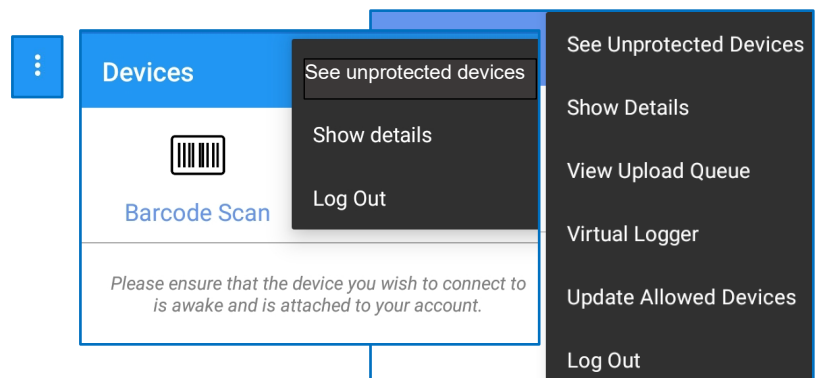 Devices
See unprotected devices
Show details
Log Out
Barcode Scan
Please ensure that the device you wish to connect to
is awake and is attached to your account.
See Unprotected Devices
Show Details
View Upload Queue
Virtual Logger
Update Allowed Devices
Log Out